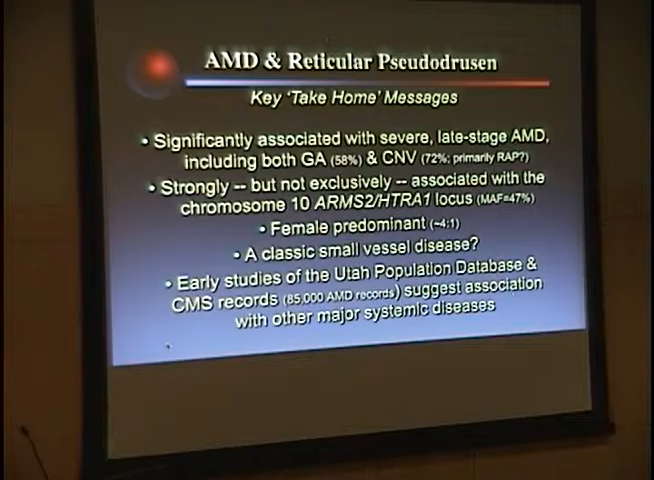 AMD & Reticular Pseudodrusen
Key 'Take Home' Messages
• Significantly associated with severe, late-stage AMD,
including both GA (58%) & CNV (72%; primarily RAP?)
• Strongly -- but not exclusively -- associated with the
chromosome 10 ARMS2/HTRA1 locus (MAF=47%)
• Female predominant (~4:1)
• A classic small vessel disease?
• Early studies of the Utah Population Database &
CMS records (85,000 AMD records) suggest association
with other major systemic diseases